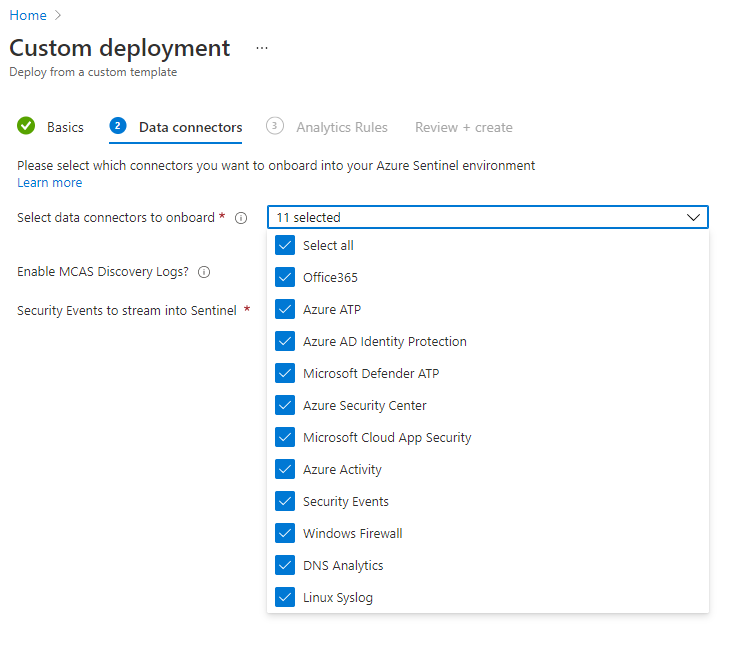 Home >
Custom deployment ...
Deploy from a custom template
Basics 2 Data connectors 3 Analytics Rules Review + create
Please select which connectors you want to onboard into your Azure Sentinel environment
Learn more
Select data connectors to onboard * 11 selected
Select all
Office365
Enable MCAS Discovery Logs?
Azure ATP
Security Events to stream into Sentinel *
Azure AD Identity Protection
Microsoft Defender ATP
Azure Security Center
Microsoft Cloud App Security
Azure Activity
Security Events
Windows Firewall
DNS Analytics
Linux Syslog